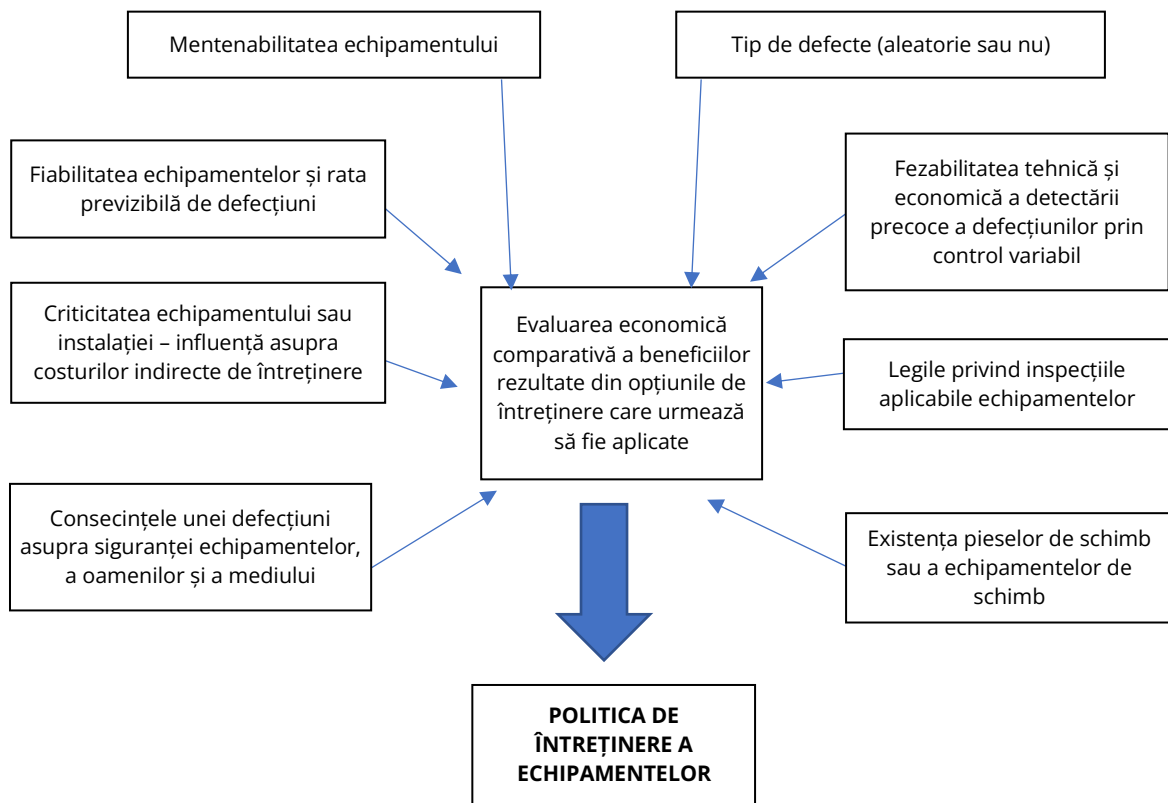 Mentenabilitatea echipamentului
Tip de defecte (aleatorie sau nu)
Fiabilitatea echipamentelor și rata
previzibilă de defecțiuni
Fezabilitatea tehnică și
economică a detectării
precoce a defecțiunilor prin
control variabil
Criticitatea echipamentului sau
instalației – influență asupra
costurilor indirecte de întreținere
Evaluarea economică
comparativă a beneficiilor
rezultate din opțiunile de
întreținere care urmează
să fie aplicate
Legile privind inspecțiile
aplicabile echipamentelor
Consecințele unei defecțiuni
asupra siguranței echipamentelor,
a oamenilor și a mediului
Existența pieselor de schimb
sau a echipamentelor de
schimb
POLITICA DE
ÎNTREȚINERE A
ECHIPAMENTELOR